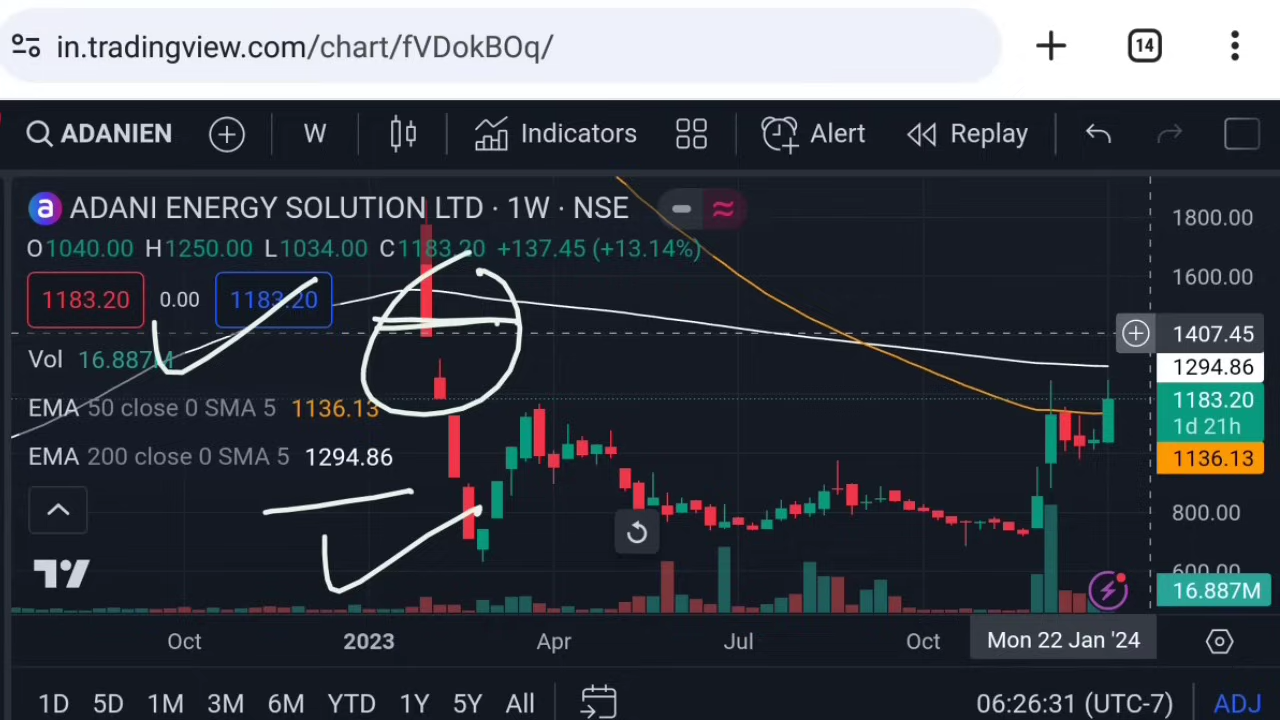 in.tradingview.com/chart/fVDokBOq/
14
ADANIEN
W
Indicators
Alert
Replay
a ADANI ENERGY SOLUTION LTD · 1W · NSE
O1040.00 H1250.00 L1034.00 C1183.20 +137.45 (+13.14%)
1183.20 0.00 1183.20
Vol 16.887M
EMA 50 close 0 SMA 5 1136.13
EMA 200 close 0 SMA 5 1294.86
1800.00
1600.00
1407.45
1294.86
1183.20
1d 21h
1136.13
800.00
600.00
16.887M
Oct 2023 Apr Jul Oct Mon 22 Jan '24
1D 5D 1M 3M 6M YTD 1Y 5Y All 06:26:31 (UTC-7) ADJ